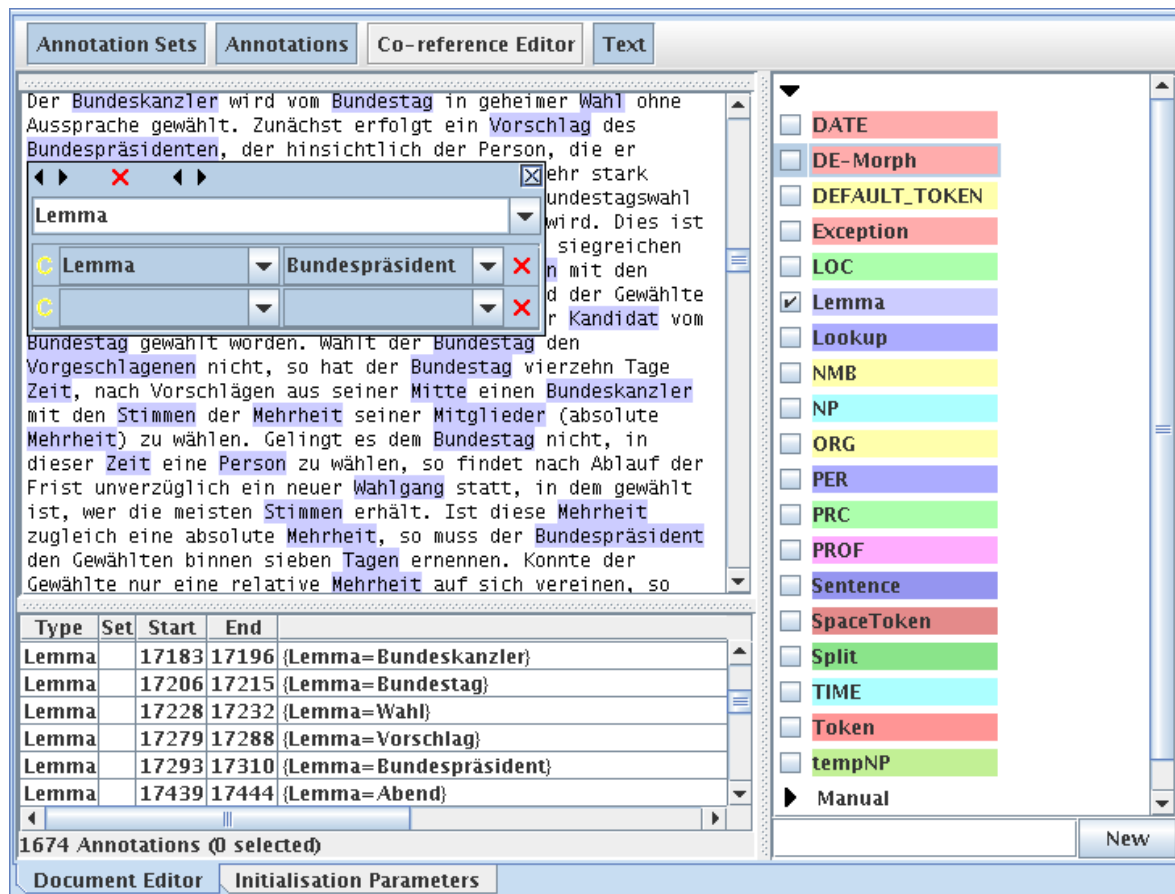 Annotation Sets Annotations Co-reference Editor Text
Der Bundeskanzler wird vom Bundestag in geheimer Wahl ohne
Aussprache gewählt. Zunächst erfolgt ein Vorschlag des
Bundespräsidenten, der hinsichtlich der Person, die er
ehr stark
undestagswahl
wird. Dies ist
siegreichen
n mit den
d der Gewählte
r Kandidat vom
Lemma
C Lemma Bundespräsident
C
Bundestag gewählt worden. Wählt der Bundestag den
Vorgeschlagenen nicht, so hat der Bundestag vierzehn Tage
Zeit, nach Vorschlägen aus seiner Mitte einen Bundeskanzler
mit den Stimmen der Mehrheit seiner Mitglieder (absolute
Mehrheit) zu wählen. Gelingt es dem Bundestag nicht, in
dieser Zeit eine Person zu wählen, so findet nach Ablauf der
Frist unverzüglich ein neuer Wahlgang statt, in dem gewählt
ist, wer die meisten Stimmen erhält. Ist diese Mehrheit
zugleich eine absolute Mehrheit, so muss der Bundespräsident
den Gewählten binnen sieben Tagen ernennen. Konnte der
Gewählte nur eine relative Mehrheit auf sich vereinen, so
Type Set Start End
Lemma 17183 17196 {Lemma=Bundeskanzler}
Lemma 17206 17215 {Lemma=Bundestag}
Lemma 17228 17232 {Lemma=Wahl}
Lemma 17279 17288 {Lemma=Vorschlag}
Lemma 17293 17310 {Lemma=Bundespräsident}
Lemma 17439 17444 {Lemma=Abend}
1674 Annotations (0 selected)
Document Editor Initialisation Parameters
DATE
DE-Morph
DEFAULT_TOKEN
Exception
LOC
Lemma
Lookup
NMB
NP
ORG
PER
PRC
PROF
Sentence
SpaceToken
Split
TIME
Token
tempNP
Manual
New